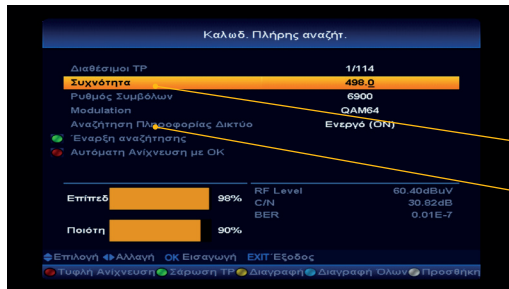 Καλωδ. Πλήρης αναζήτ.
Διαθέσιμοι TP 1/114
Συχνότητα 498.0
Ρυθμός Συμβόλων 6900
Modulation QAM64
Αναζήτηση Πληροφορίας Δικτύο Ενεργό (ON)
Έναρξη αναζήτησης
Αυτόματη Ανίχνευση με OK
Επίπεδ 98% RF Level 60.40dBuV
C/N 30.82dB
BER 0.01E-7
Ποιότη 90%
Επιλογή Αλλαγή OK Εισαγωγή EXIT Έξοδος
Τυφλή Ανίχνευση Σάρωση TP Διαγραφή Διαγραφή Όλων Προσθήκη